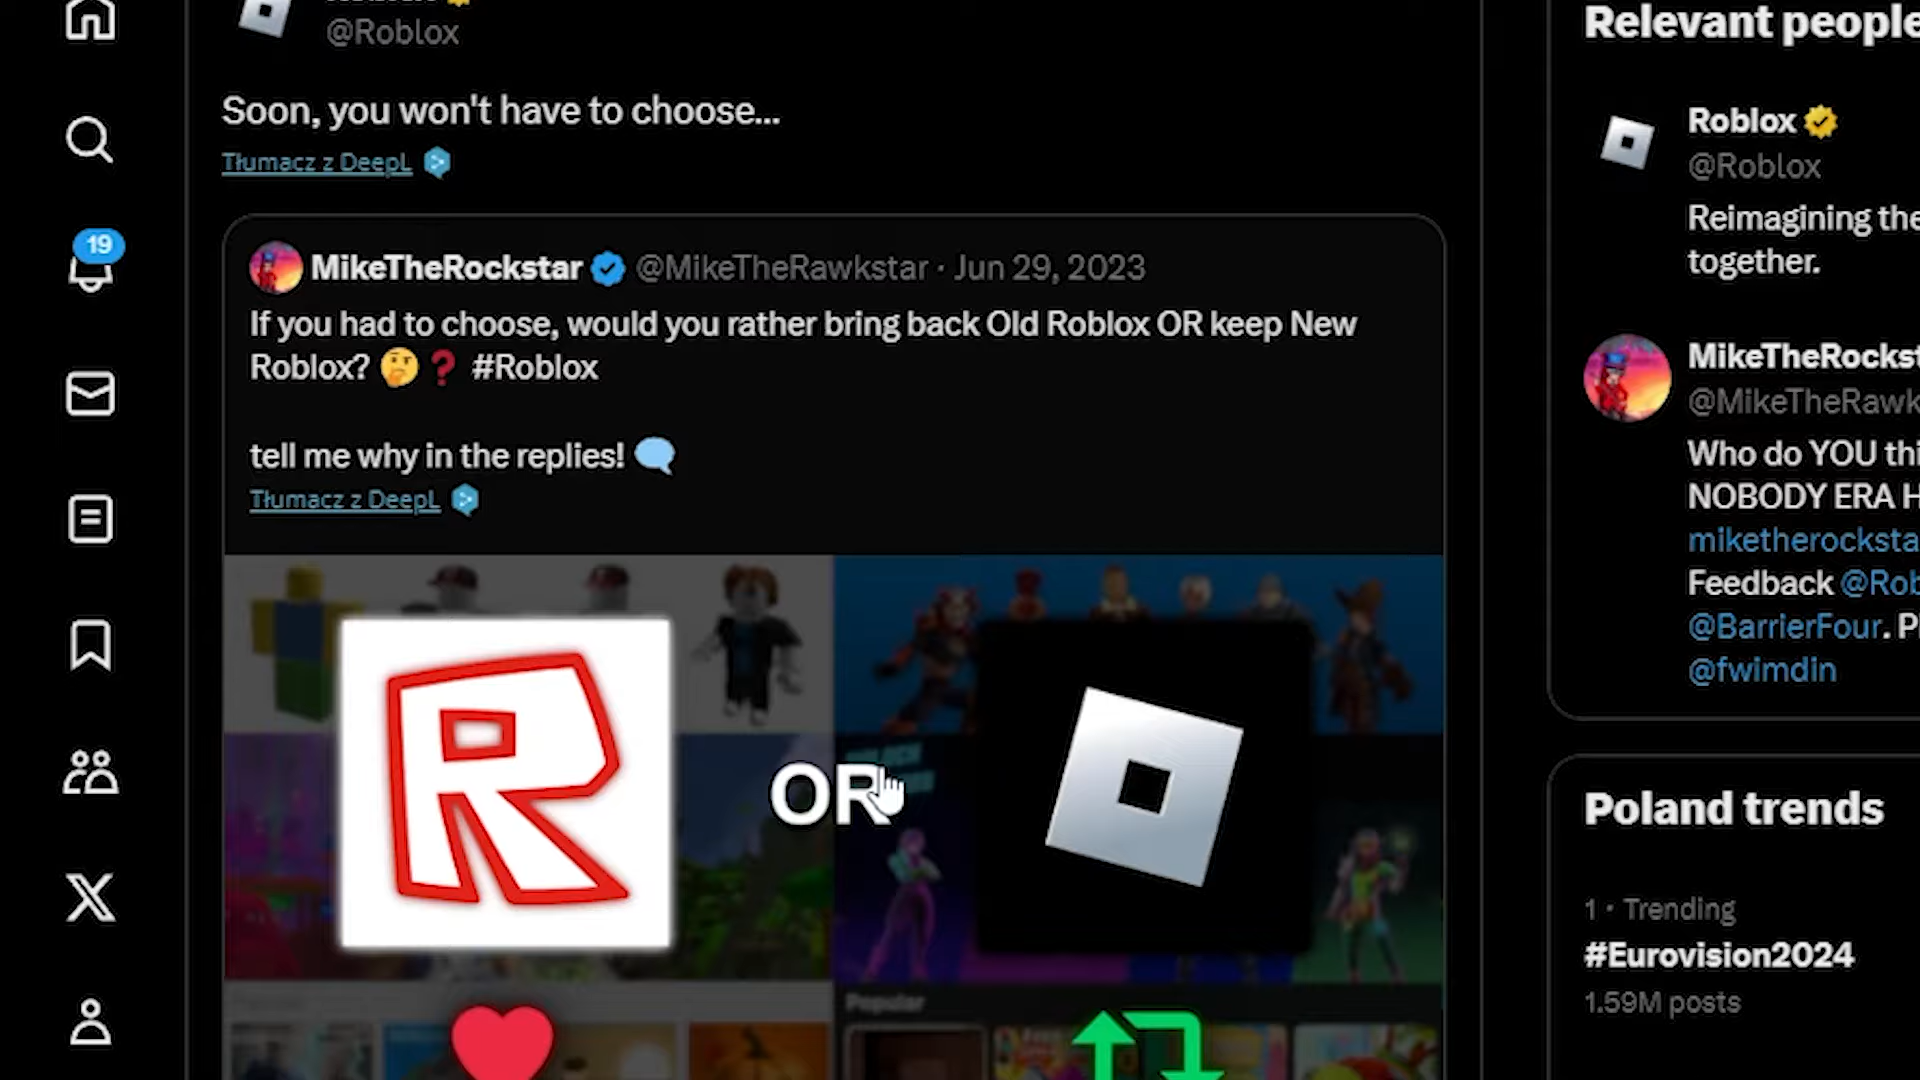 @Roblox
Soon, you won't have to choose...
Tłumacz z DeepL
MikeTheRockstar @MikeTheRawkstar · Jun 29, 2023
If you had to choose, would you rather bring back Old Roblox OR keep New
Roblox? 🤔❓ #Roblox
tell me why in the replies! 🗨️
Tłumacz z DeepL
R
OR
Popular
19
Relevant people
Roblox
@Roblox
Reimagining the
together.
MikeTheRockst
@MikeTheRawk
Who do YOU thi
NOBODY ERA H
miketherocksta
Feedback @Rob
@BarrierFour. P
@fwimdin
Poland trends
1 · Trending
#Eurovision2024
1.59M posts